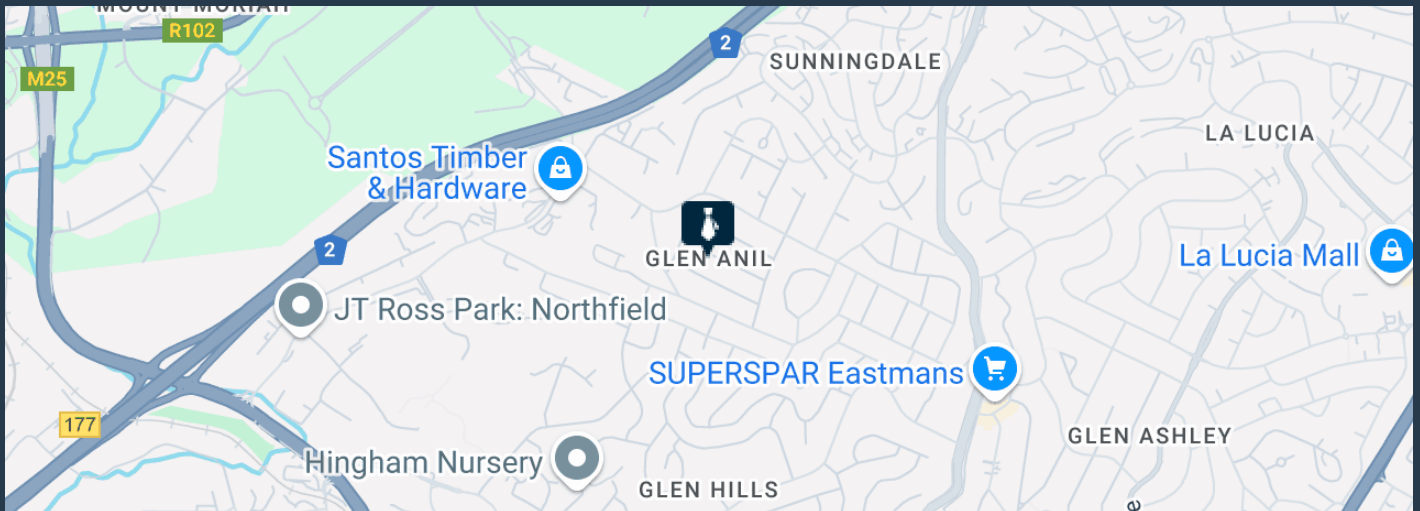 MOUNT MORIAH
R102
2
SUNNINGDALE
M25
LA LUCIA
Santos Timber
& Hardware
2
GLEN ANIL
La Lucia Mall
JT Ross Park: Northfield
SUPERSPAR Eastmans
177
GLEN ASHLEY
Hingham Nursery
GLEN HILLS
e